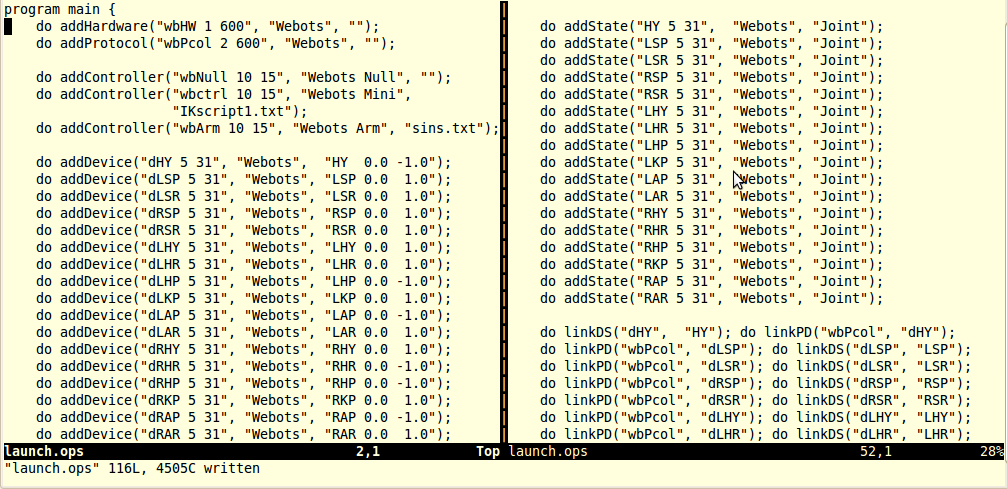 program main {
    do addHardware("wbHW 1 600", "Webots", "");
    do addProtocol("wbPcol 2 600", "Webots", "");

    do addController("wbNull 10 15", "Webots Null", "");
    do addController("wbctrl 10 15", "Webots Mini",
                     "IKscript1.txt");
    do addController("wbArm 10 15", "Webots Arm", "sins.txt");

    do addDevice("dHY 5 31", "Webots",  "HY  0.0 -1.0");
    do addDevice("dLSP 5 31", "Webots", "LSP 0.0  1.0");
    do addDevice("dLSR 5 31", "Webots", "LSR 0.0  1.0");
    do addDevice("dRSP 5 31", "Webots", "RSP 0.0  1.0");
    do addDevice("dRSR 5 31", "Webots", "RSR 0.0  1.0");
    do addDevice("dLHY 5 31", "Webots", "LHY 0.0  1.0");
    do addDevice("dLHR 5 31", "Webots", "LHR 0.0  1.0");
    do addDevice("dLHP 5 31", "Webots", "LHP 0.0 -1.0");
    do addDevice("dLKP 5 31", "Webots", "LKP 0.0  1.0");
    do addDevice("dLAP 5 31", "Webots", "LAP 0.0 -1.0");
    do addDevice("dLAR 5 31", "Webots", "LAR 0.0  1.0");
    do addDevice("dRHY 5 31", "Webots", "RHY 0.0  1.0");
    do addDevice("dRHR 5 31", "Webots", "RHR 0.0 -1.0");
    do addDevice("dRHP 5 31", "Webots", "RHP 0.0 -1.0");
    do addDevice("dRKP 5 31", "Webots", "RKP 0.0  1.0");
    do addDevice("dRAP 5 31", "Webots", "RAP 0.0 -1.0");
    do addDevice("dRAR 5 31", "Webots", "RAR 0.0  1.0");
launch.ops 2,1 Top
    do addState("HY 5 31",  "Webots", "Joint");
    do addState("LSP 5 31", "Webots", "Joint");
    do addState("LSR 5 31", "Webots", "Joint");
    do addState("RSP 5 31", "Webots", "Joint");
    do addState("RSR 5 31", "Webots", "Joint");
    do addState("LHY 5 31", "Webots", "Joint");
    do addState("LHR 5 31", "Webots", "Joint");
    do addState("LHP 5 31", "Webots", "Joint");
    do addState("LKP 5 31", "Webots", "Joint");
    do addState("LAP 5 31", "Webots", "Joint");
    do addState("LAR 5 31", "Webots", "Joint");
    do addState("RHY 5 31", "Webots", "Joint");
    do addState("RHR 5 31", "Webots", "Joint");
    do addState("RHP 5 31", "Webots", "Joint");
    do addState("RKP 5 31", "Webots", "Joint");
    do addState("RAP 5 31", "Webots", "Joint");
    do addState("RAR 5 31", "Webots", "Joint");

    do linkDS("dHY",  "HY"); do linkPD("wbPcol", "dHY");
    do linkPD("wbPcol", "dLSP"); do linkDS("dLSP", "LSP");
    do linkPD("wbPcol", "dLSR"); do linkDS("dLSR", "LSR");
    do linkPD("wbPcol", "dRSP"); do linkDS("dRSP", "RSP");
    do linkPD("wbPcol", "dRSR"); do linkDS("dRSR", "RSR");
    do linkPD("wbPcol", "dLHY"); do linkDS("dLHY", "LHY");
    do linkPD("wbPcol", "dLHR"); do linkDS("dLHR", "LHR");
launch.ops 52,1 28%
"launch.ops" 116L, 4505C written